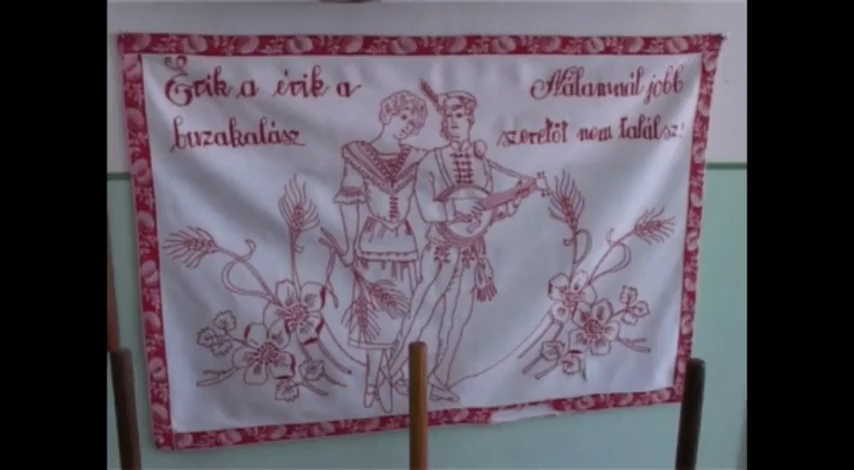 Érik a érik a
buzakalász
Nálamnál jobb
szeretőt nem találsz!